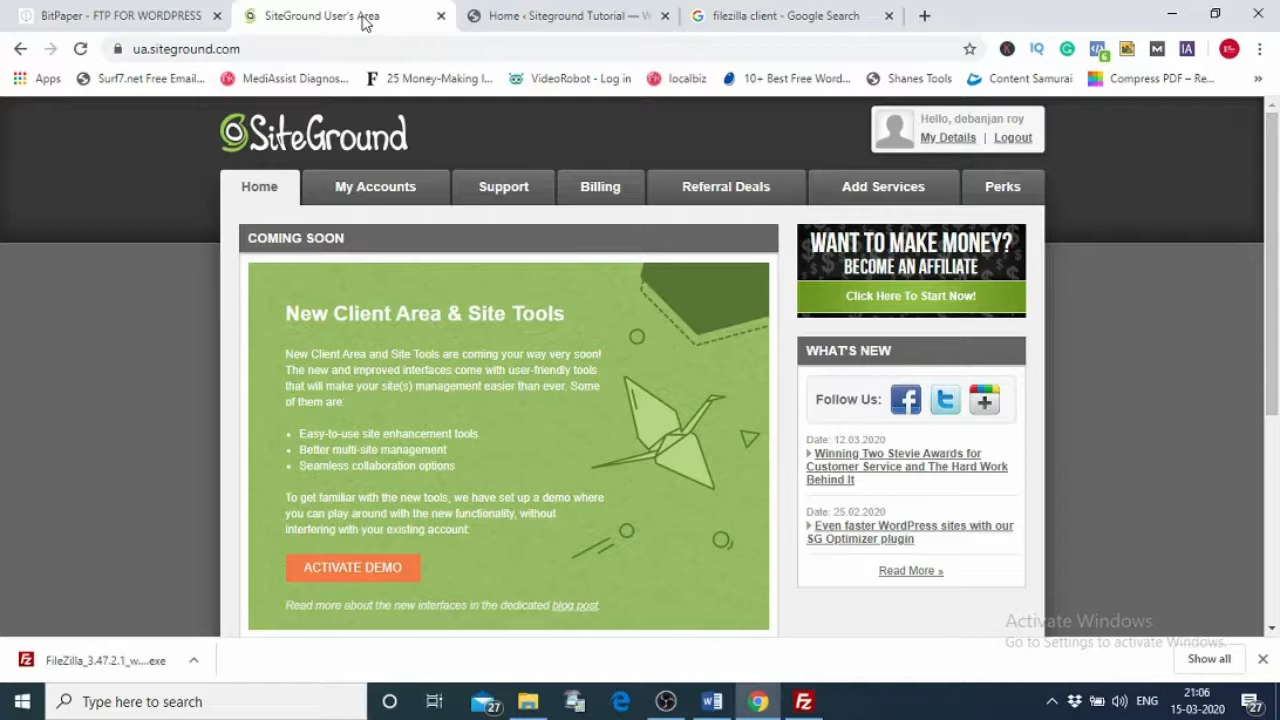 BitPaper - FTP FOR WORDPRESS
SiteGround User's Area
Home ‹ Siteground Tutorial — W
filezilla client - Google Search
ua.siteground.com
IQ
6
M
IA
Apps
Surf7.net Free Email...
MediAssist Diagnos...
25 Money-Making I...
VideoRobot - Log in
localbiz
10+ Best Free Word...
Shanes Tools
Content Samurai
Compress PDF – Re...
»
SiteGround
Hello, debanjan roy
My Details | Logout
Home
My Accounts
Support
Billing
Referral Deals
Add Services
Perks
COMING SOON
New Client Area & Site Tools
New Client Area and Site Tools are coming your way very soon!
The new and improved interfaces come with user-friendly tools
that will make your site(s) management easier than ever. Some
of them are:
• Easy-to-use site enhancement tools
• Better multi-site management
• Seamless collaboration options
To get familiar with the new tools, we have set up a demo where
you can play around with the new functionality, without
interfering with your existing account:
ACTIVATE DEMO
Read more about the new interfaces in the dedicated blog post.
WANT TO MAKE MONEY?
BECOME AN AFFILIATE
Click Here To Start Now!
WHAT'S NEW
Follow Us:
Date: 12.03.2020
Winning Two Stevie Awards for
Customer Service and The Hard Work
Behind It
Date: 25.02.2020
Even faster WordPress sites with our
SG Optimizer plugin
Read More »
Activate Windows
Go to Settings to activate Windows.
FileZilla_3.47.2.1_w....exe
Show all
Type here to search
27
ENG
21:06
15-03-2020
27